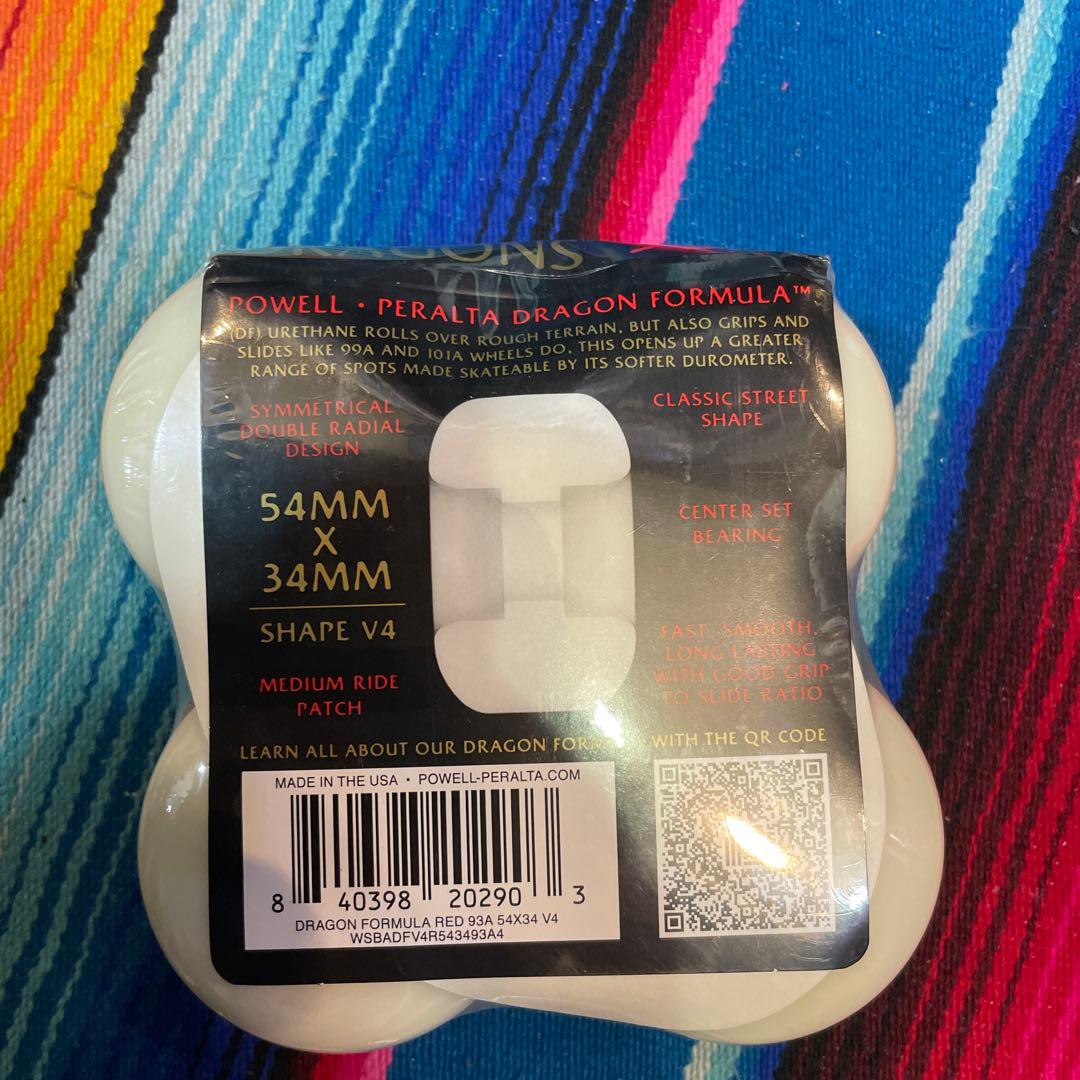 POWELL • PERALTA DRAGON FORMULA™
(DF) URETHANE ROLLS OVER ROUGH TERRAIN, BUT ALSO GRIPS AND
SLIDES LIKE 99A AND 101A WHEELS DO. THIS OPENS UP A GREATER
RANGE OF SPOTS MADE SKATEABLE BY ITS SOFTER DUROMETER.
SYMMETRICAL
DOUBLE RADIAL
DESIGN
CLASSIC STREET
SHAPE
54MM
X
34MM
SHAPE V4
CENTER SET
BEARING
MEDIUM RIDE
PATCH
FAST, SMOOTH,
LONG LASTING
WITH GOOD GRIP
TO SLIDE RATIO
LEARN ALL ABOUT OUR DRAGON WITH THE QR CODE
MADE IN THE USA • POWELL-PERALTA.COM
8 40398 20290 3
DRAGON FORMULA RED 93A 54X34 V4
WSBADFV4R543493A4